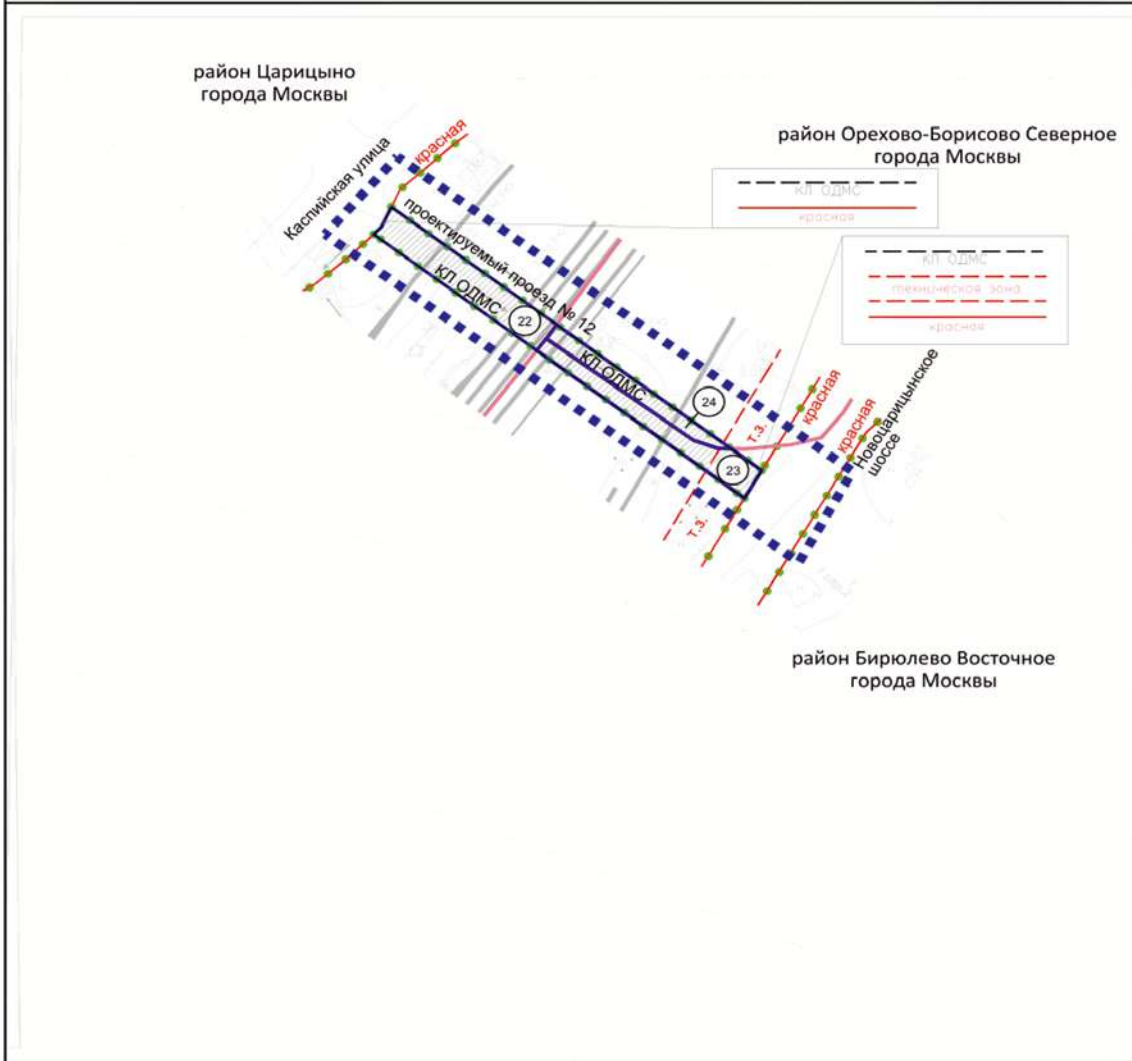 район Царицыно
города Москвы
район Орехово-Борисово Северное
города Москвы
КЛ ОДМС
красная
КЛ ОДМС
техническая зона
красная
Каспийская улица
красная
проектируемый проезд № 12
КЛ ОДМС
22
КЛ ОДМС
24
23
т.з.
т.з.
красная
красная
Новоцарицынское
шоссе
район Бирюлево Восточное
города Москвы